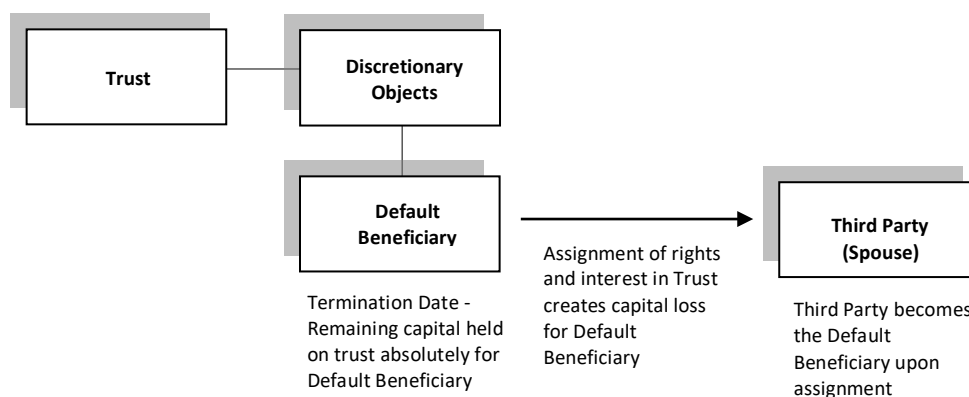 Trust
Discretionary
Objects
Default
Beneficiary
Third Party
(Spouse)
Termination Date -
Remaining capital held
on trust absolutely for
Default Beneficiary
Assignment of rights
and interest in Trust
creates capital loss
for Default
Beneficiary
Third Party becomes
the Default
Beneficiary upon
assignment